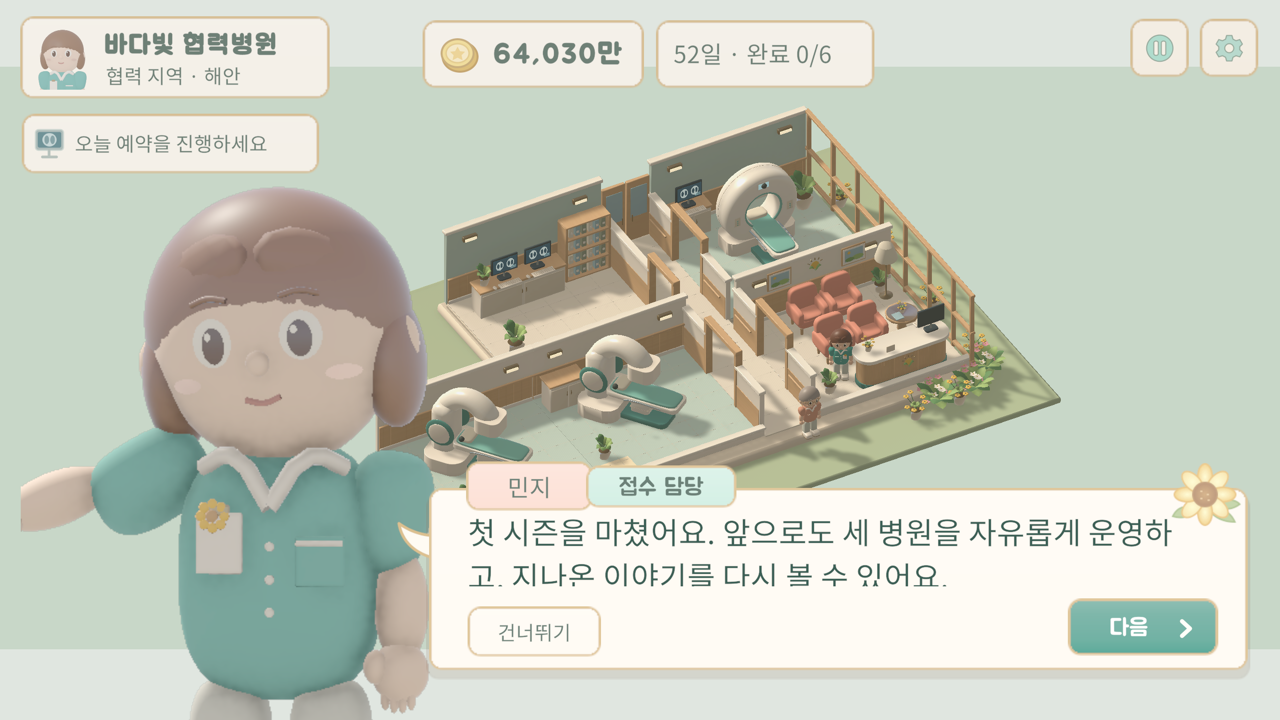 바다빛 협력병원
협력 지역 · 해안
64,030만
52일 · 완료 0/6
오늘 예약을 진행하세요
민지
접수 담당
첫 시즌을 마쳤어요. 앞으로도 세 병원을 자유롭게 운영하
고, 지나온 이야기를 다시 볼 수 있어요.
건너뛰기
다음